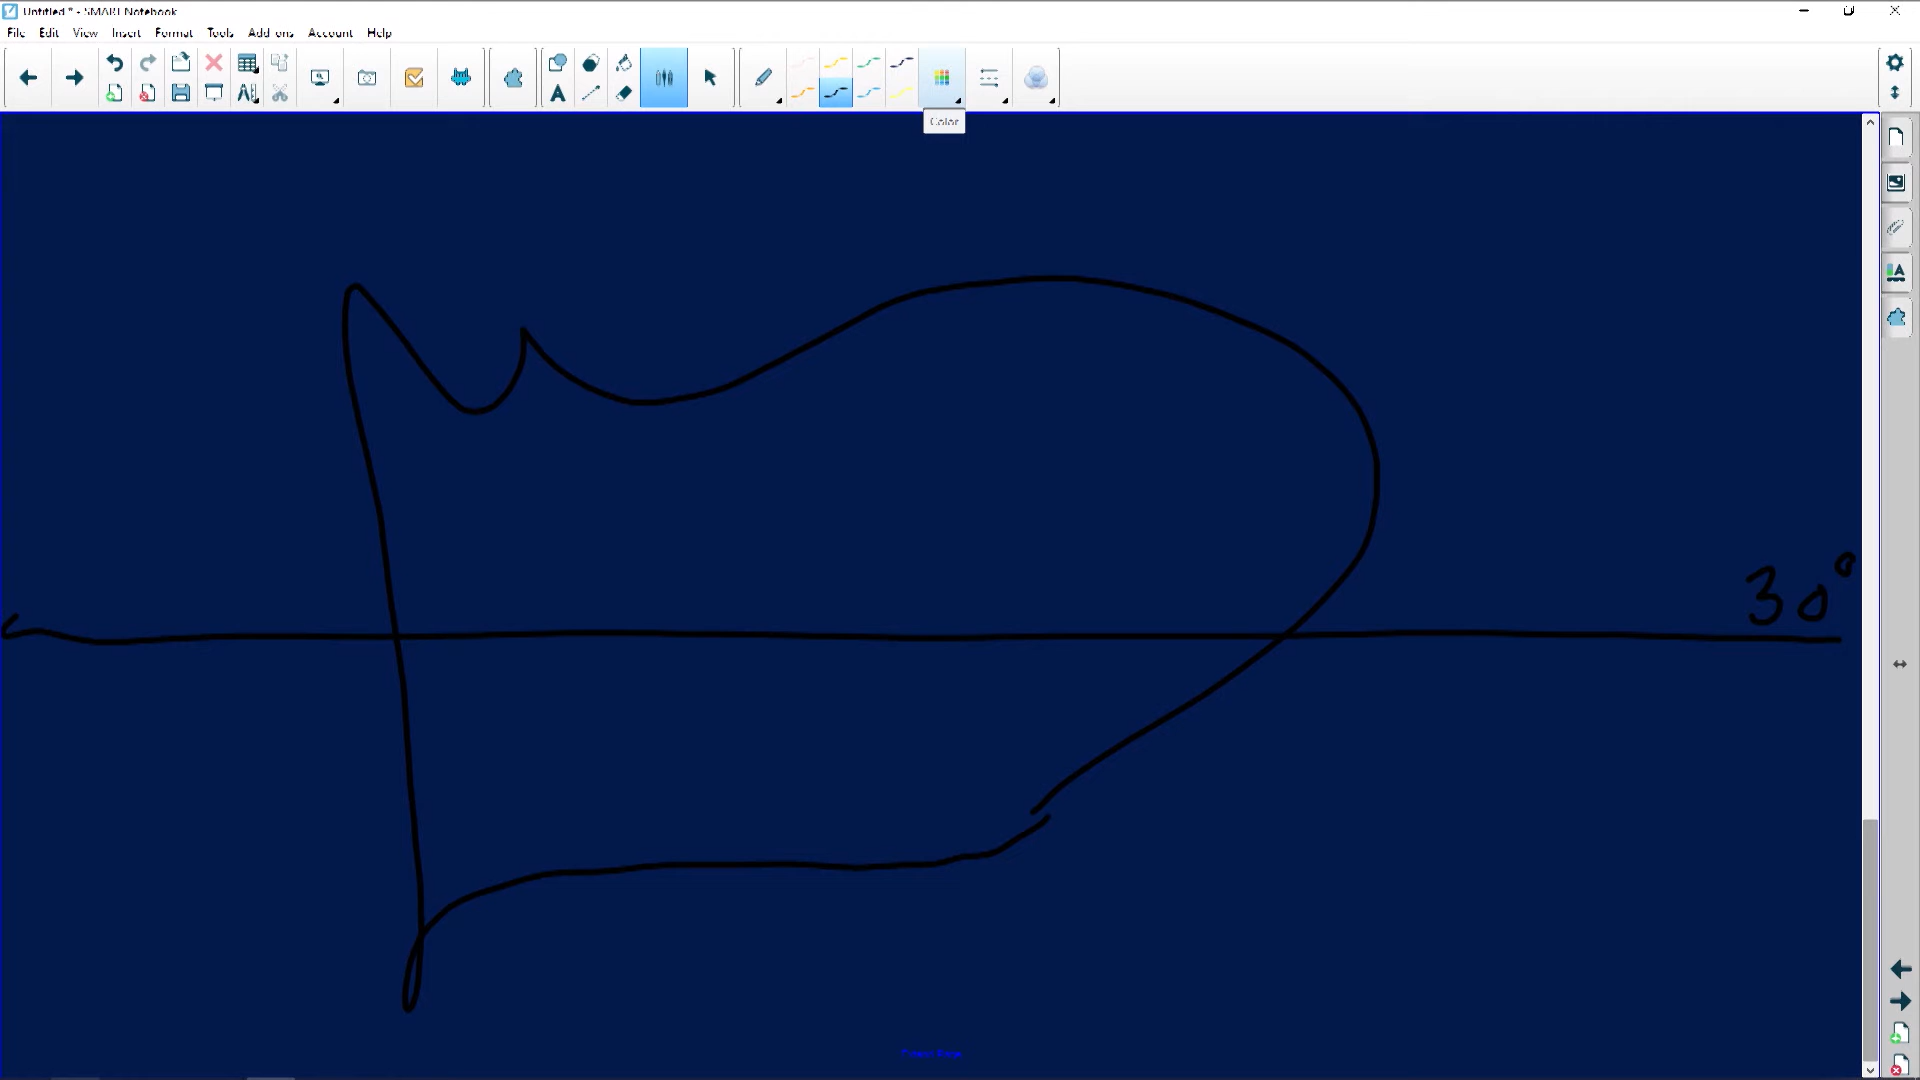 Untitled * - SMART Notebook
File Edit View Insert Format Tools Add-ons Account Help
Color
30°